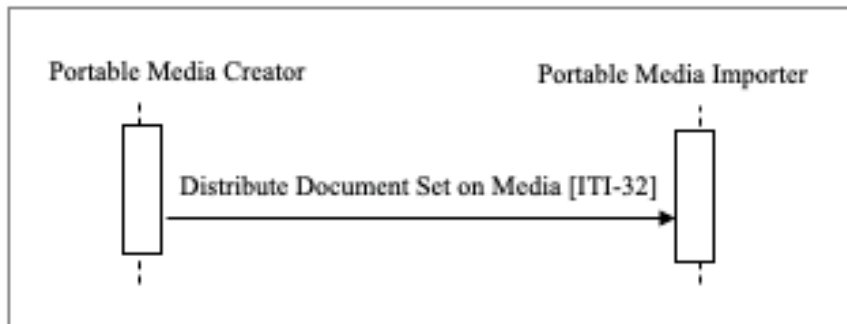 Portable Media Creator
Portable Media Importer
Distribute Document Set on Media [ITI-32]